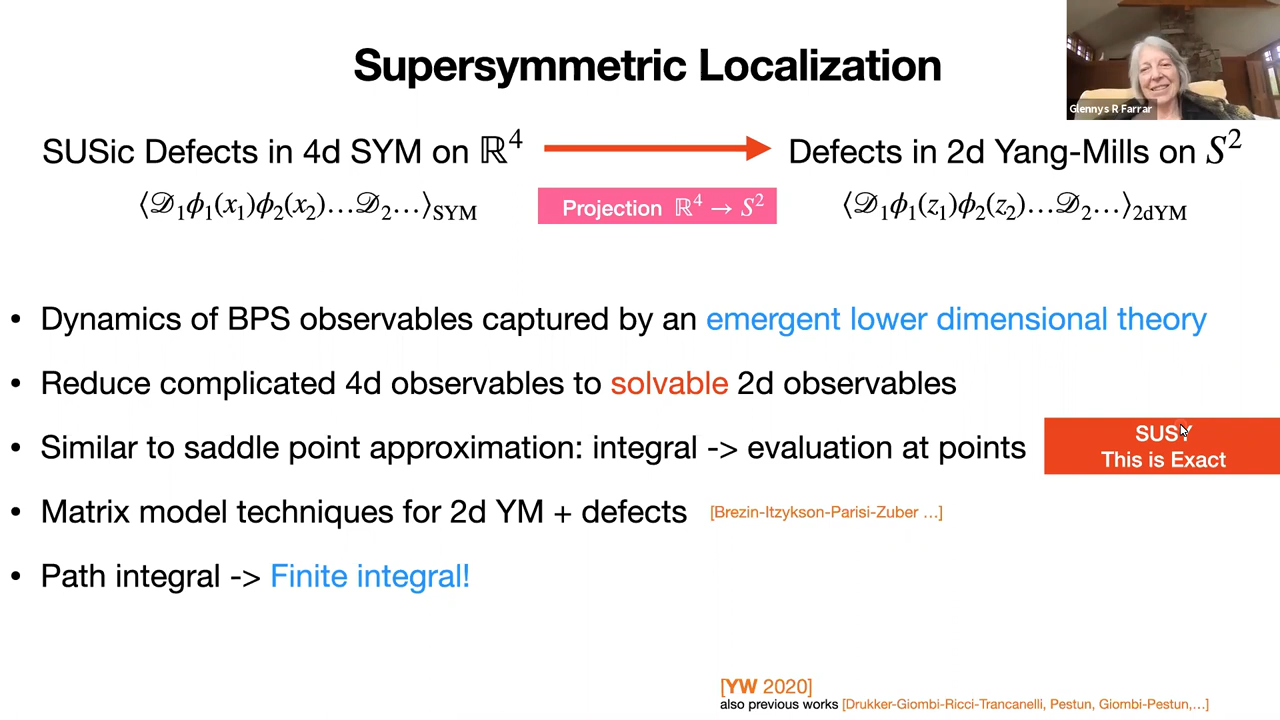 Supersymmetric Localization
Glennys R Farrar
SUSic Defects in 4d SYM on ℝ⁴
Defects in 2d Yang-Mills on S²
⟨𝒟₁ϕ₁(x₁)ϕ₂(x₂)…𝒟₂…⟩SYM
Projection ℝ⁴ → S²
⟨𝒟₁ϕ₁(z₁)ϕ₂(z₂)…𝒟₂…⟩2dYM
• Dynamics of BPS observables captured by an emergent lower dimensional theory
• Reduce complicated 4d observables to solvable 2d observables
• Similar to saddle point approximation: integral -> evaluation at points
SUSY
This is Exact
• Matrix model techniques for 2d YM + defects [Brezin-Itzykson-Parisi-Zuber …]
• Path integral -> Finite integral!
[YW 2020]
also previous works [Drukker-Giombi-Ricci-Trancanelli, Pestun, Giombi-Pestun,…]